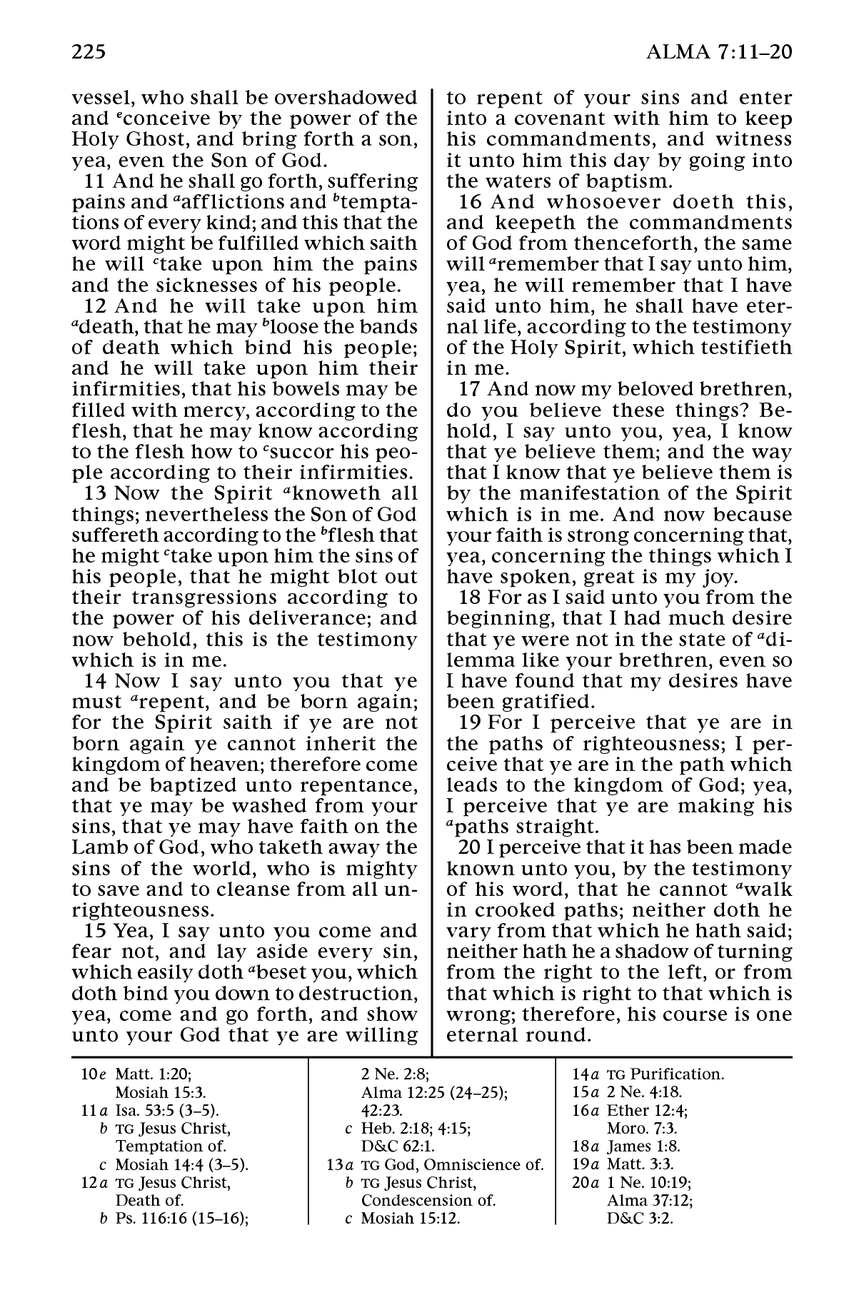 225
ALMA 7:11–20
vessel, who shall be overshadowed
and econceive by the power of the
Holy Ghost, and bring forth a son,
yea, even the Son of God.
11 And he shall go forth, suffering
pains and aafflictions and btempta-
tions of every kind; and this that the
word might be fulfilled which saith
he will ctake upon him the pains
and the sicknesses of his people.
12 And he will take upon him
adeath, that he may bloose the bands
of death which bind his people;
and he will take upon him their
infirmities, that his bowels may be
filled with mercy, according to the
flesh, that he may know according
to the flesh how to csuccor his peo-
ple according to their infirmities.
13 Now the Spirit aknoweth all
things; nevertheless the Son of God
suffereth according to the bflesh that
he might ctake upon him the sins of
his people, that he might blot out
their transgressions according to
the power of his deliverance; and
now behold, this is the testimony
which is in me.
14 Now I say unto you that ye
must arepent, and be born again;
for the Spirit saith if ye are not
born again ye cannot inherit the
kingdom of heaven; therefore come
and be baptized unto repentance,
that ye may be washed from your
sins, that ye may have faith on the
Lamb of God, who taketh away the
sins of the world, who is mighty
to save and to cleanse from all un-
righteousness.
15 Yea, I say unto you come and
fear not, and lay aside every sin,
which easily doth abeset you, which
doth bind you down to destruction,
yea, come and go forth, and show
unto your God that ye are willing
to repent of your sins and enter
into a covenant with him to keep
his commandments, and witness
it unto him this day by going into
the waters of baptism.
16 And whosoever doeth this,
and keepeth the commandments
of God from thenceforth, the same
will aremember that I say unto him,
yea, he will remember that I have
said unto him, he shall have eter-
nal life, according to the testimony
of the Holy Spirit, which testifieth
in me.
17 And now my beloved brethren,
do you believe these things? Be-
hold, I say unto you, yea, I know
that ye believe them; and the way
that I know that ye believe them is
by the manifestation of the Spirit
which is in me. And now because
your faith is strong concerning that,
yea, concerning the things which I
have spoken, great is my joy.
18 For as I said unto you from the
beginning, that I had much desire
that ye were not in the state of adi-
lemma like your brethren, even so
I have found that my desires have
been gratified.
19 For I perceive that ye are in
the paths of righteousness; I per-
ceive that ye are in the path which
leads to the kingdom of God; yea,
I perceive that ye are making his
apaths straight.
20 I perceive that it has been made
known unto you, by the testimony
of his word, that he cannot awalk
in crooked paths; neither doth he
vary from that which he hath said;
neither hath he a shadow of turning
from the right to the left, or from
that which is right to that which is
wrong; therefore, his course is one
eternal round.
10e Matt. 1:20;
Mosiah 15:3.
11a Isa. 53:5 (3–5).
b TG Jesus Christ,
Temptation of.
c Mosiah 14:4 (3–5).
12a TG Jesus Christ,
Death of.
b Ps. 116:16 (15–16);
2 Ne. 2:8;
Alma 12:25 (24–25);
42:23.
c Heb. 2:18; 4:15;
D&C 62:1.
13a TG God, Omniscience of.
b TG Jesus Christ,
Condescension of.
c Mosiah 15:12.
14a TG Purification.
15a 2 Ne. 4:18.
16a Ether 12:4;
Moro. 7:3.
18a James 1:8.
19a Matt. 3:3.
20a 1 Ne. 10:19;
Alma 37:12;
D&C 3:2.